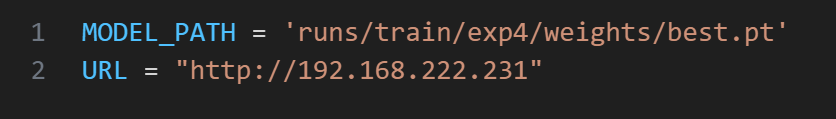 1 MODEL_PATH = 'runs/train/exp4/weights/best.pt'
2 URL = "http://192.168.222.231"